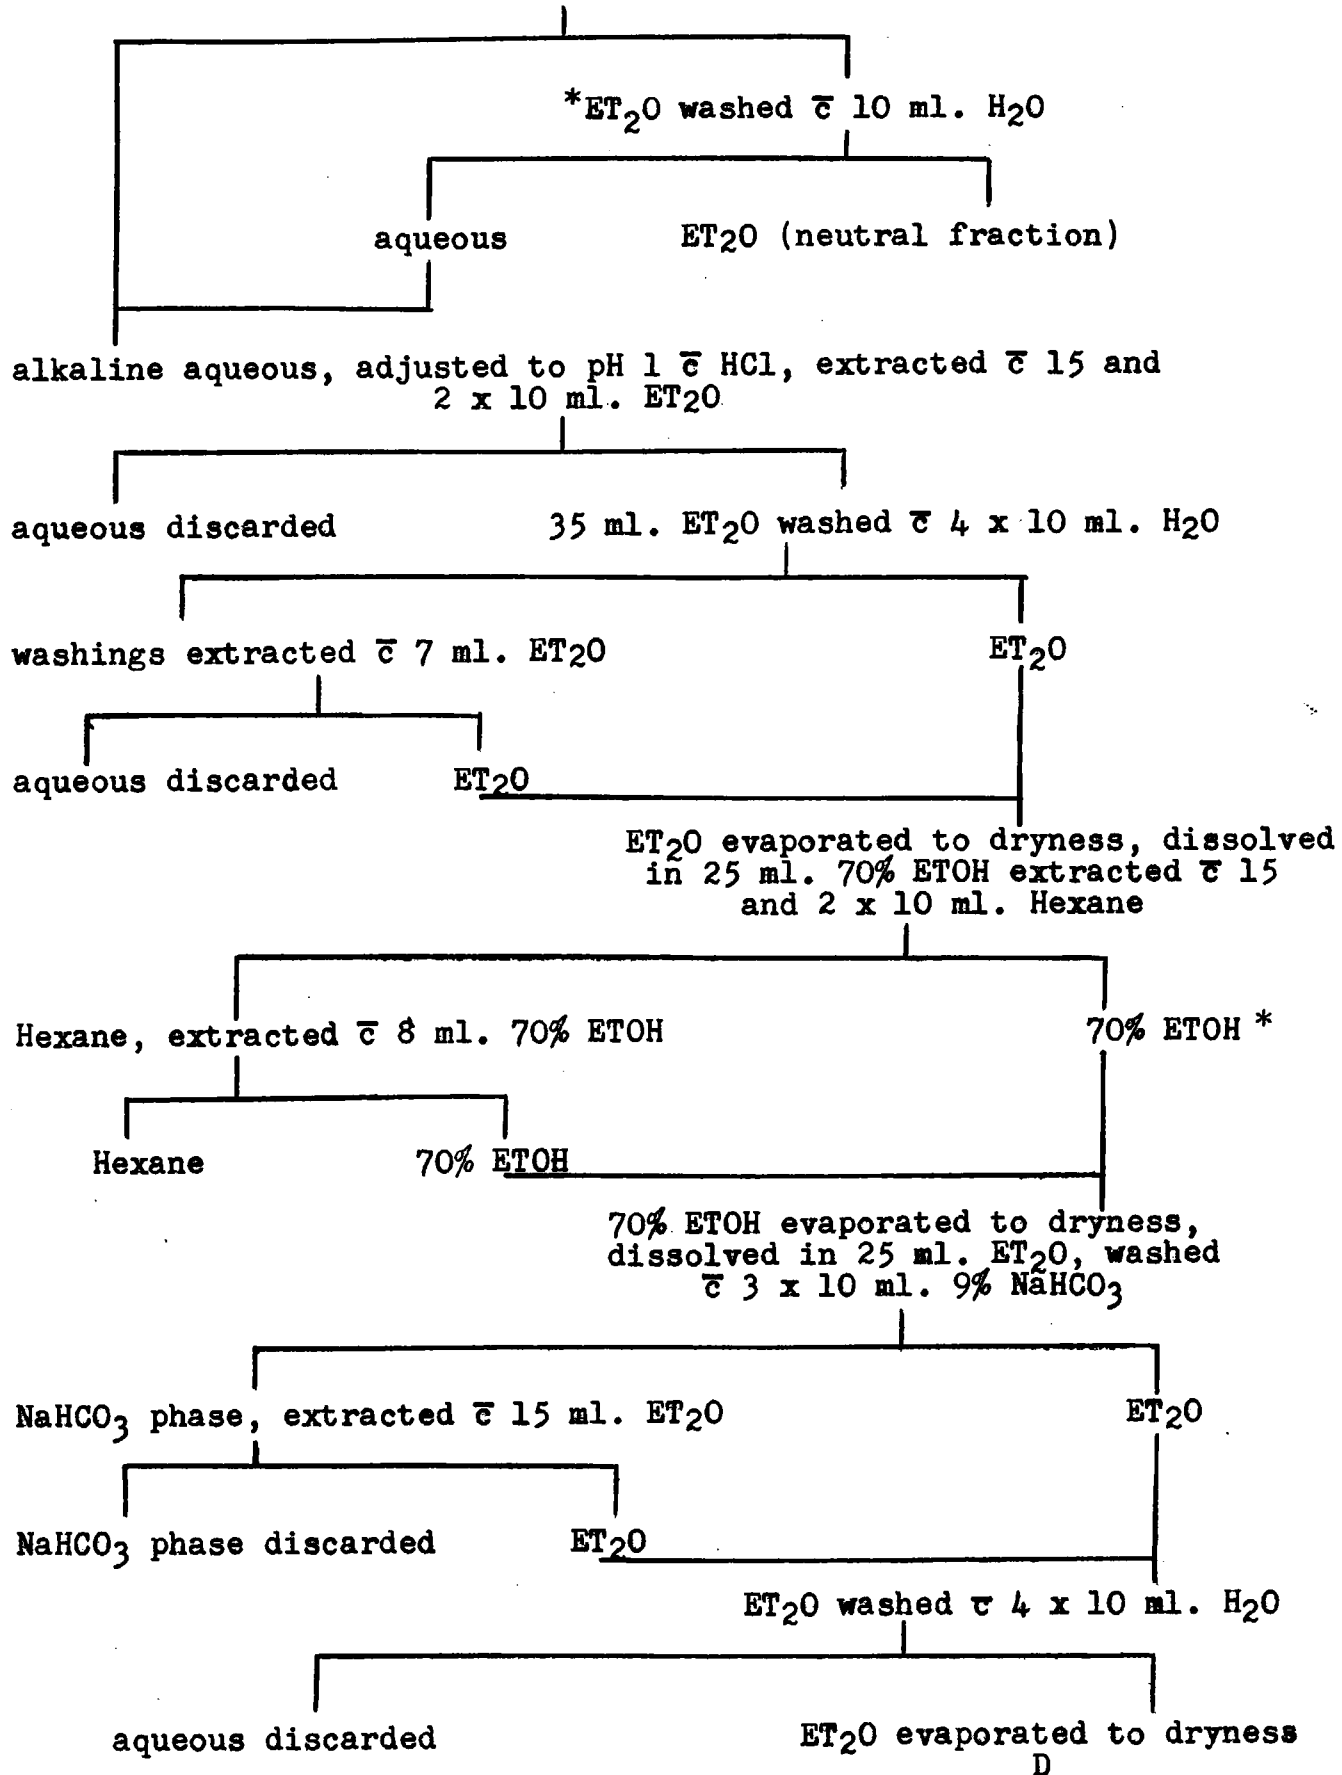 *ET₂O washed c̅ 10 ml. H₂O
aqueous
ET₂O (neutral fraction)
alkaline aqueous, adjusted to pH 1 c̅ HCl, extracted c̅ 15 and
2 x 10 ml. ET₂O
aqueous discarded
35 ml. ET₂O washed c̅ 4 x 10 ml. H₂O
washings extracted c̅ 7 ml. ET₂O
ET₂O
aqueous discarded
ET₂O
ET₂O evaporated to dryness, dissolved
in 25 ml. 70% ETOH extracted c̅ 15
and 2 x 10 ml. Hexane
Hexane, extracted c̅ 8 ml. 70% ETOH
70% ETOH *
Hexane
70% ETOH
70% ETOH evaporated to dryness,
dissolved in 25 ml. ET₂O, washed
c̅ 3 x 10 ml. 9% NaHCO₃
NaHCO₃ phase, extracted c̅ 15 ml. ET₂O
ET₂O
NaHCO₃ phase discarded
ET₂O
ET₂O washed c̅ 4 x 10 ml. H₂O
aqueous discarded
ET₂O evaporated to dryness
D